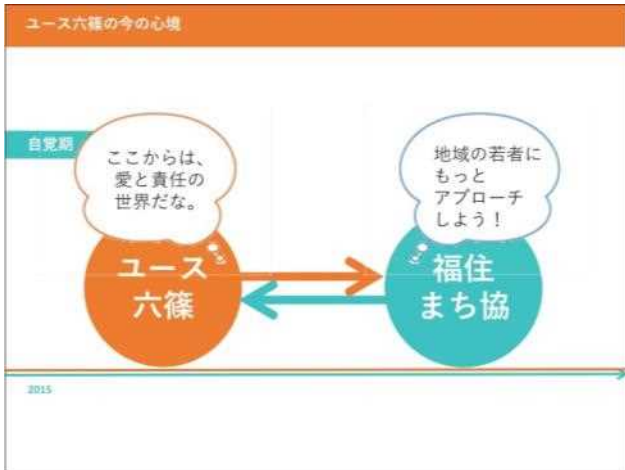 ユース六篠の今の心境
自覚期
ここからは、
愛と責任の
世界だな。
地域の若者に
もっと
アプローチ
しよう！
ユース
六篠
福住
まち協
2015